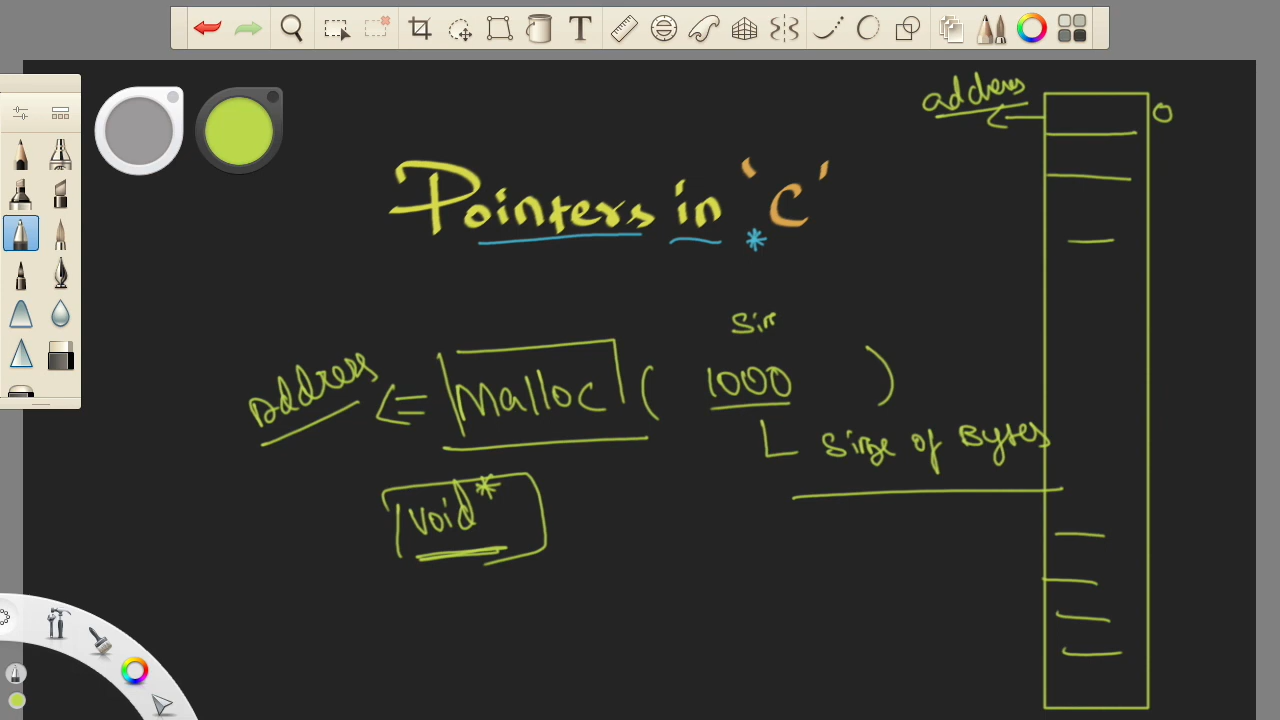 address
0
Pointers in 'C'
*
address <= Malloc ( 1000 )
Size of Bytes
void*
T